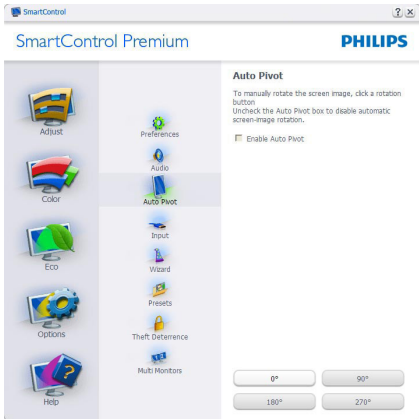 SmartControl
SmartControl Premium
PHILIPS
Adjust
Color
Eco
Options
Help
Preferences
Audio
Auto Pivot
Input
Wizard
Presets
Theft Deterrence
Multi Monitors
Auto Pivot
To manually rotate the screen image, click a rotation
button
Uncheck the Auto Pivot box to disable automatic
screen-image rotation.
Enable Auto Pivot
0°
90°
180°
270°